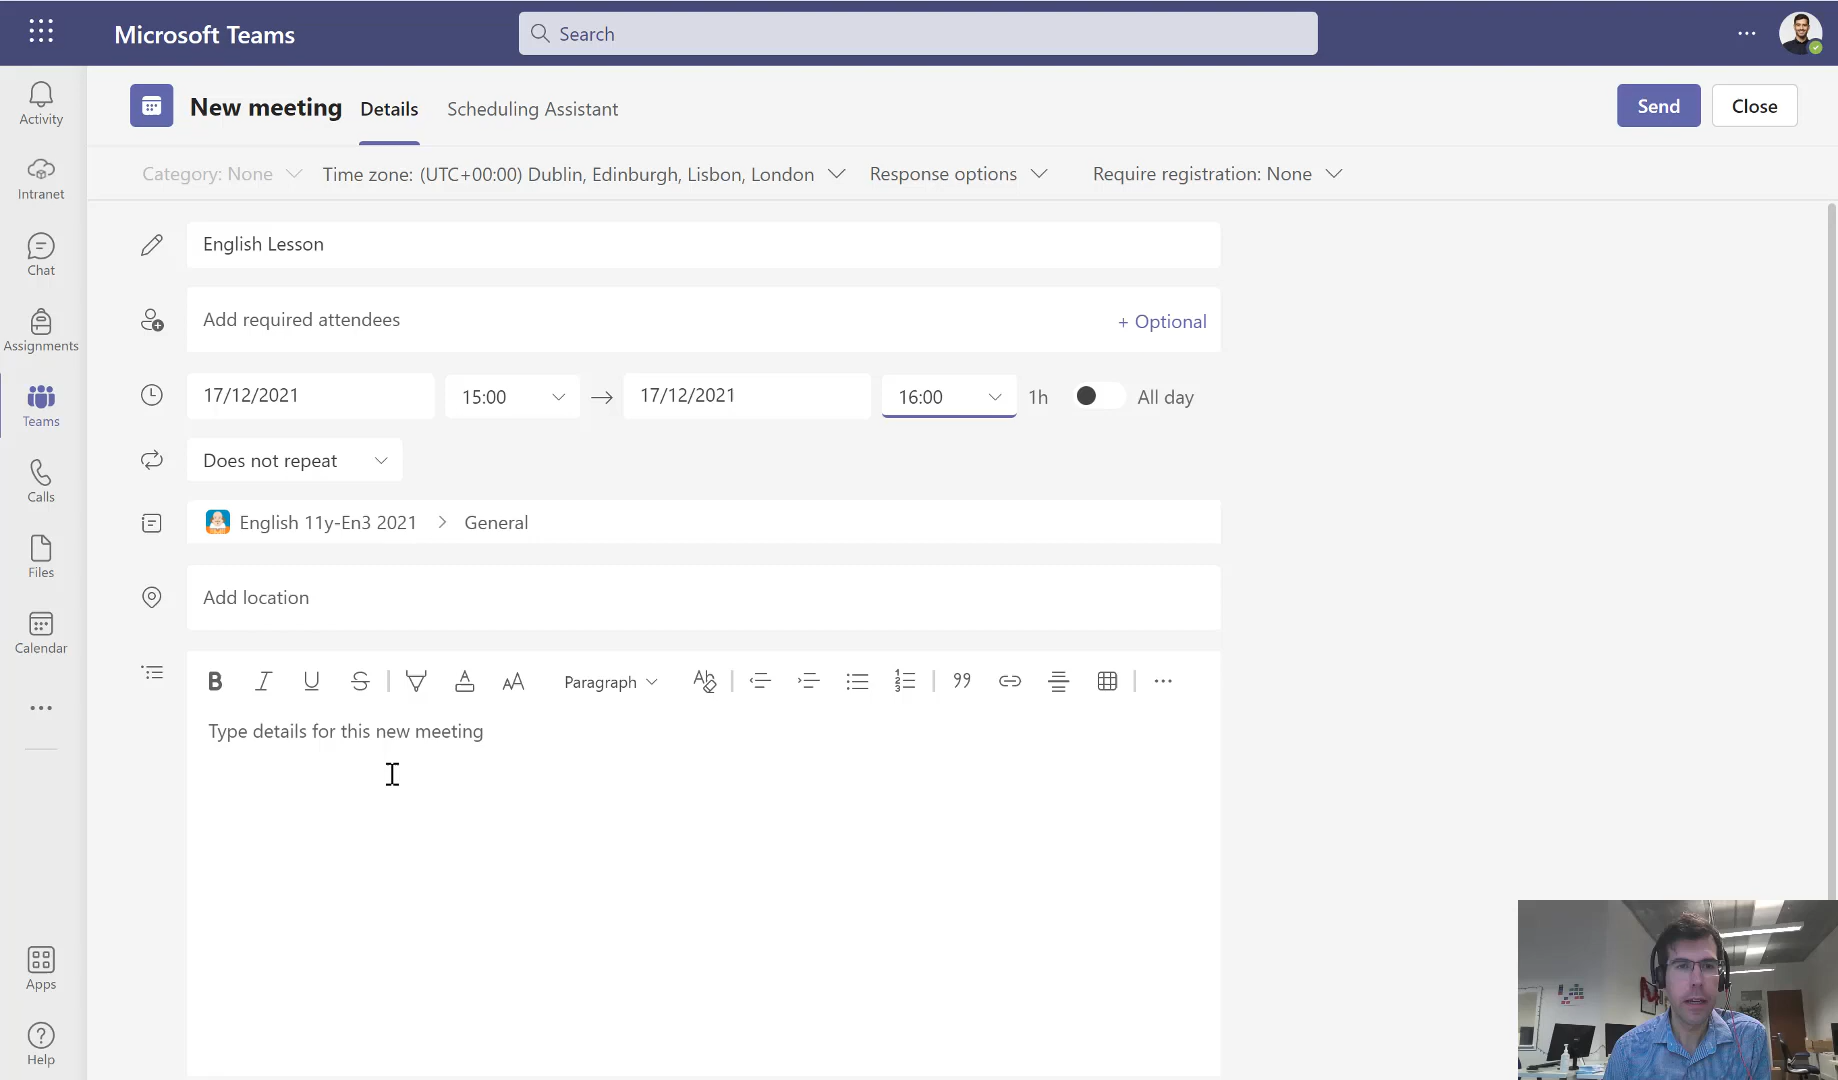 Microsoft Teams
Search
Activity
Intranet
Chat
Assignments
Teams
Calls
Files
Calendar
Apps
Help
New meeting
Details
Scheduling Assistant
Send
Close
Category: None
Time zone: (UTC+00:00) Dublin, Edinburgh, Lisbon, London
Response options
Require registration: None
English Lesson
Add required attendees
+ Optional
17/12/2021
15:00
17/12/2021
16:00
1h
All day
Does not repeat
English 11y-En3 2021
General
Add location
Paragraph
Type details for this new meeting